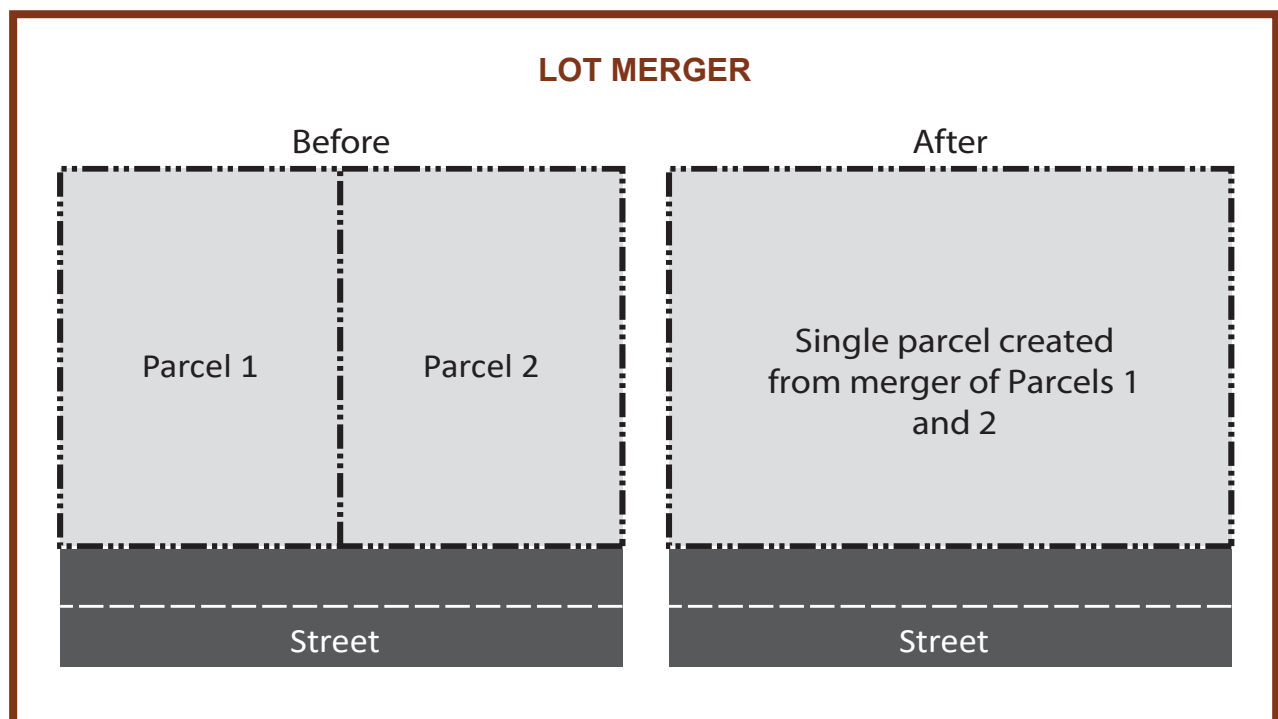 LOT MERGER
Before
Parcel 1
Parcel 2
Street
After
Single parcel created
from merger of Parcels 1
and 2
Street